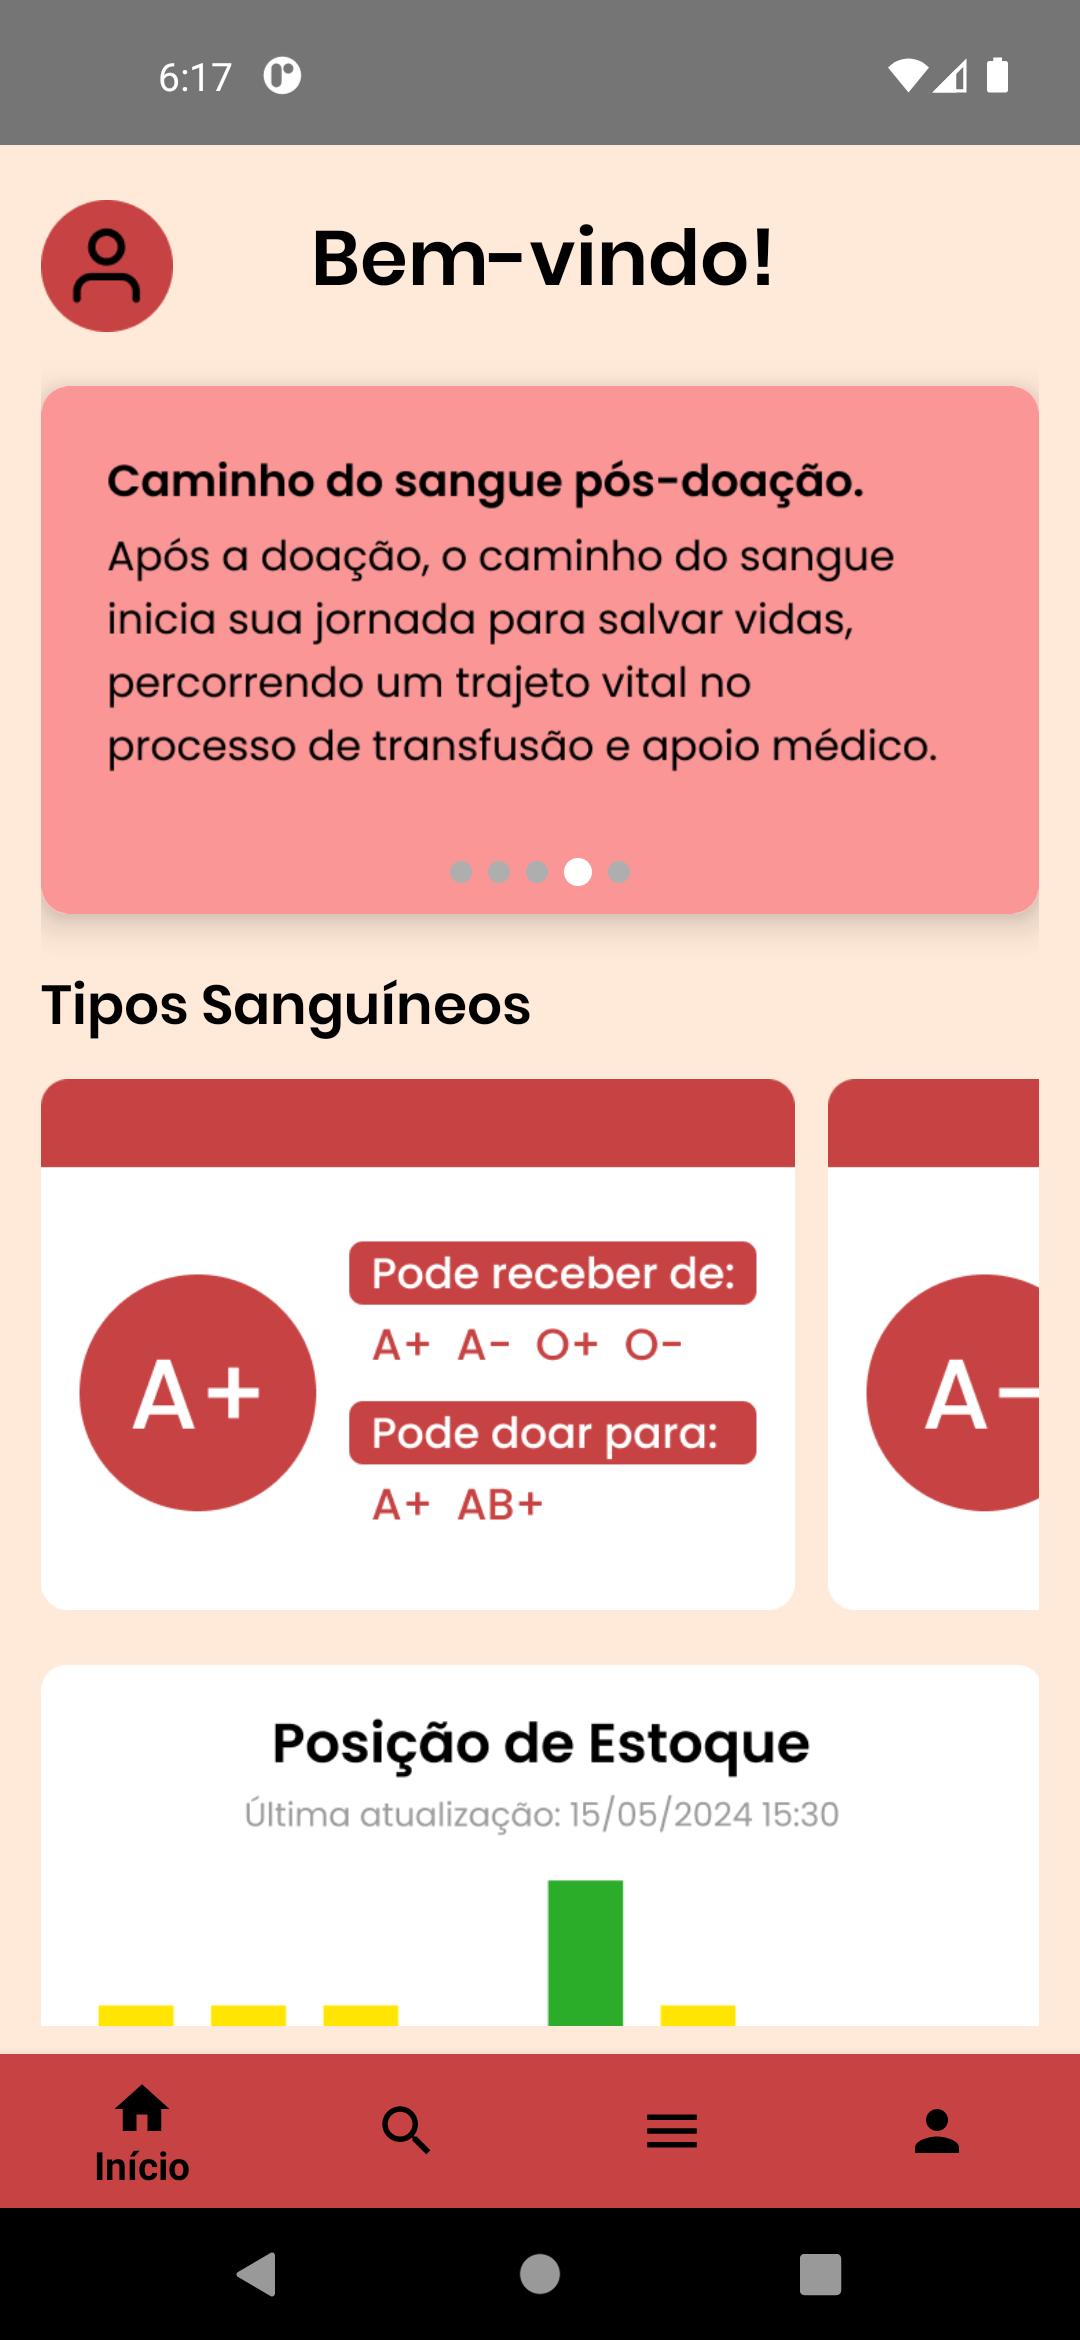 6:17
Bem-vindo!
Caminho do sangue pós-doação.
Após a doação, o caminho do sangue
inicia sua jornada para salvar vidas,
percorrendo um trajeto vital no
processo de transfusão e apoio médico.
Tipos Sanguíneos
A+
Pode receber de:
A+ A- O+ O-
Pode doar para:
A+ AB+
A-
Posição de Estoque
Última atualização: 15/05/2024 15:30
Início